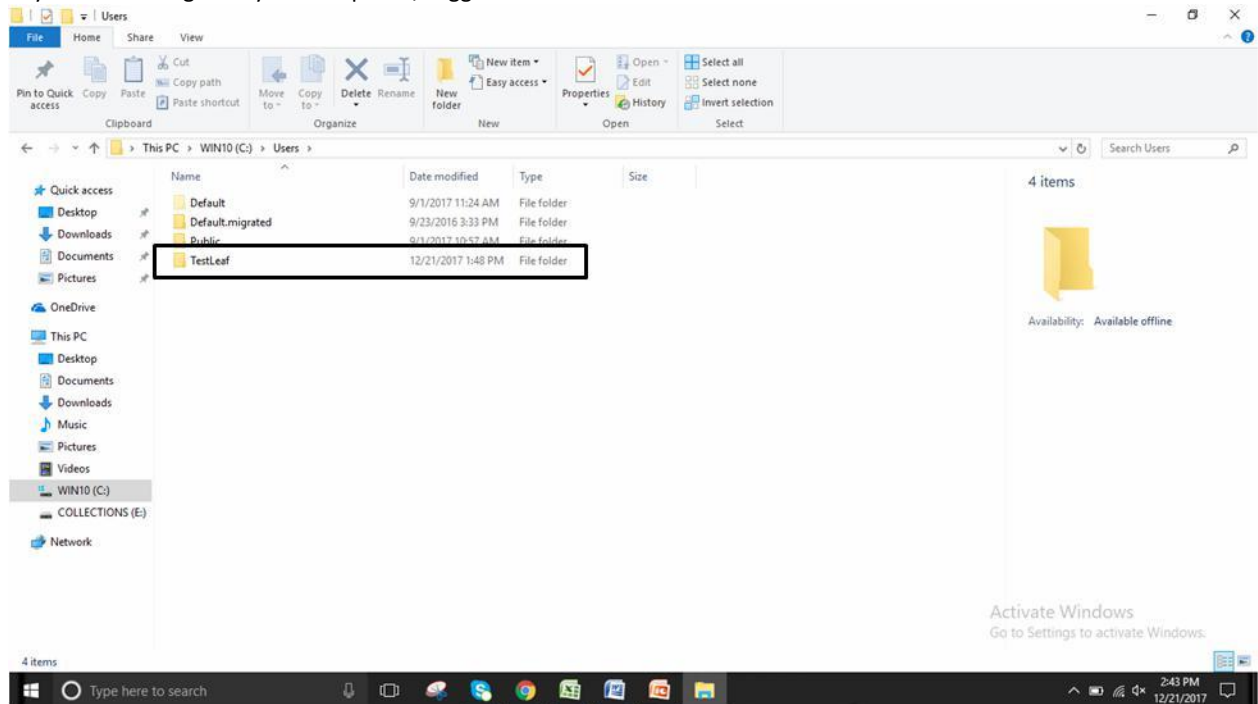 Users
File Home Share View
Pin to Quick access
Copy
Paste
Cut
Copy path
Paste shortcut
Clipboard
Move to
Copy to
Delete
Rename
Organize
New folder
New item
Easy access
New
Properties
Open
Edit
History
Open
Select all
Select none
Invert selection
Select
This PC > WIN10 (C:) > Users >
Search Users
Quick access
Desktop
Downloads
Documents
Pictures
OneDrive
This PC
Desktop
Documents
Downloads
Music
Pictures
Videos
WIN10 (C:)
COLLECTIONS (E:)
Network
Name Date modified Type Size
Default 9/1/2017 11:24 AM File folder
Default.migrated 9/23/2016 3:33 PM File folder
Public 9/1/2017 10:57 AM File folder
TestLeaf 12/21/2017 1:48 PM File folder
4 items
Availability: Available offline
Activate Windows
Go to Settings to activate Windows.
4 items
Type here to search
2:43 PM
12/21/2017